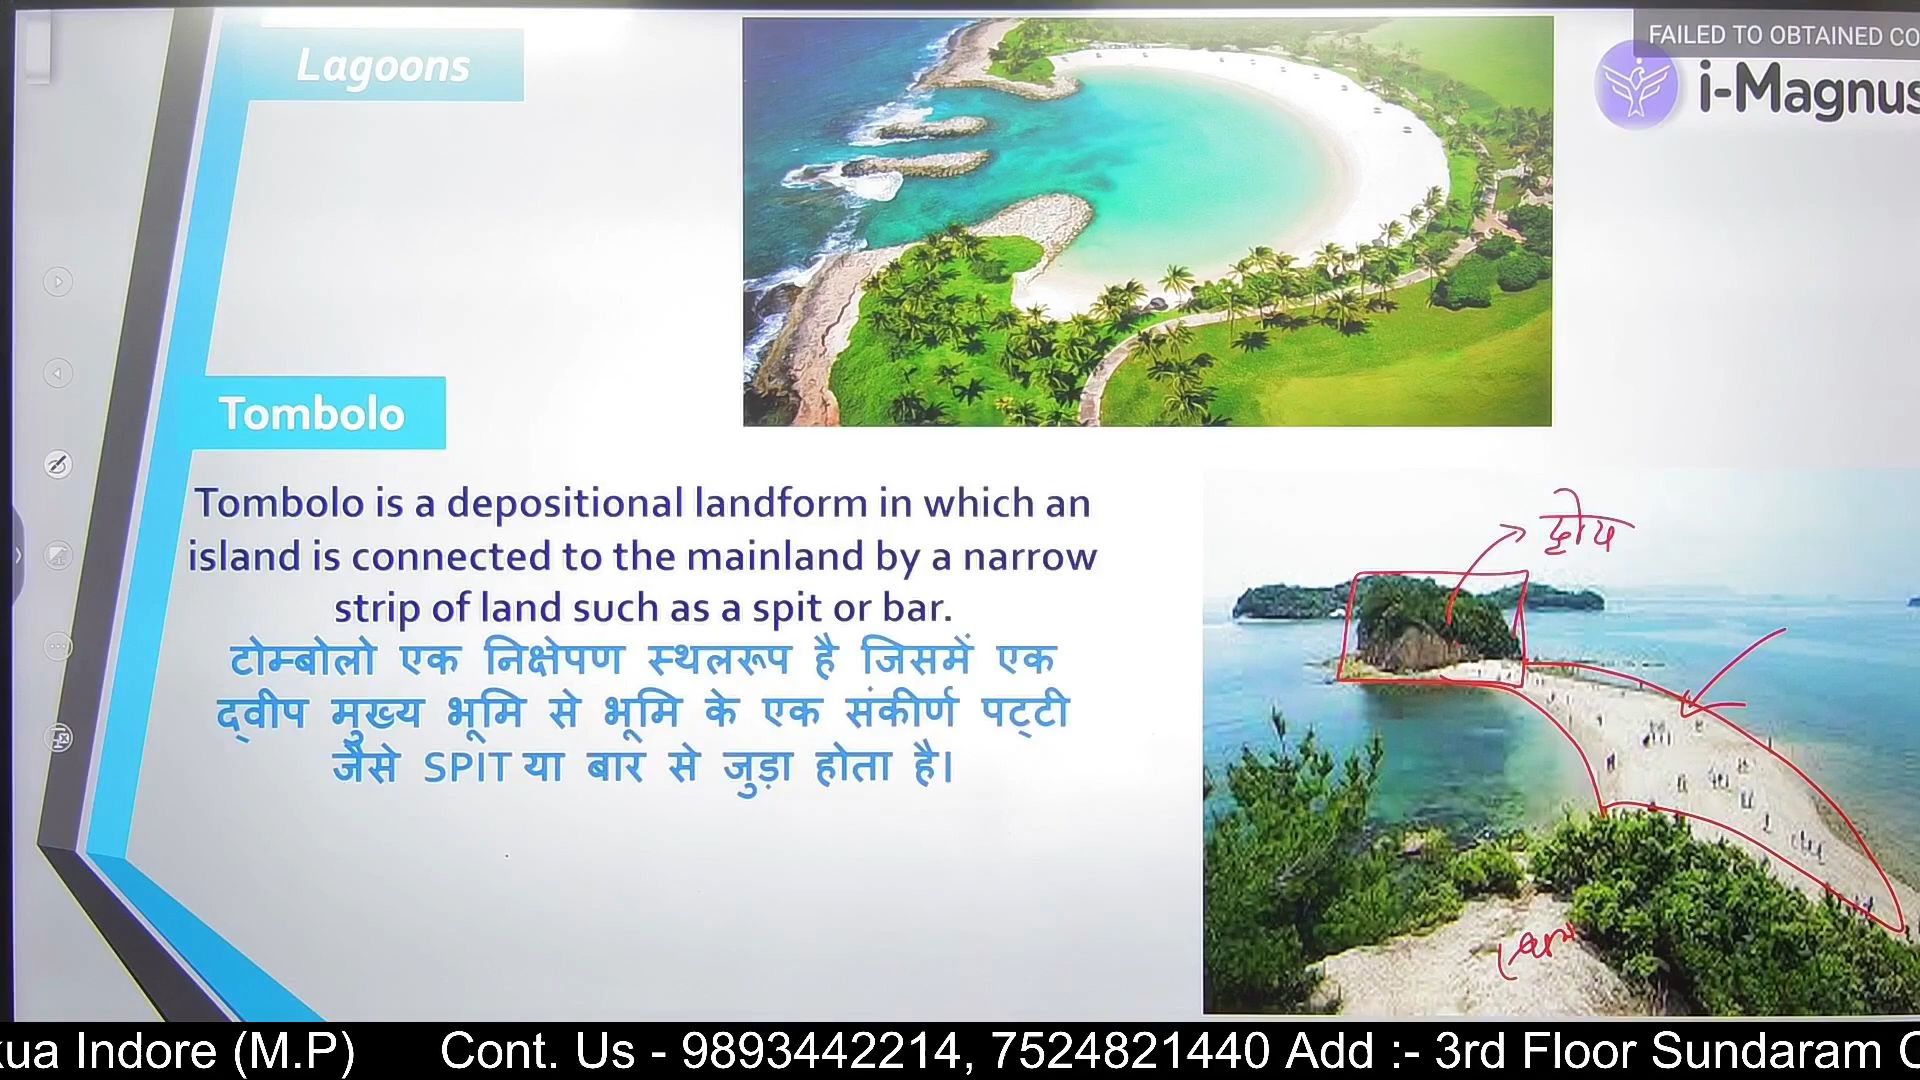 Lagoons
FAILED TO OBTAINED CO
i-Magnus
Tombolo
Tombolo is a depositional landform in which an
island is connected to the mainland by a narrow
strip of land such as a spit or bar.
टोम्बोलो एक निक्षेपण स्थलरूप है जिसमें एक
द्वीप मुख्य भूमि से भूमि के एक संकीर्ण पट्टी
जैसे SPIT या बार से जुड़ा होता है।
द्वीप
kua Indore (M.P) Cont. Us - 9893442214, 7524821440 Add :- 3rd Floor Sundaram C